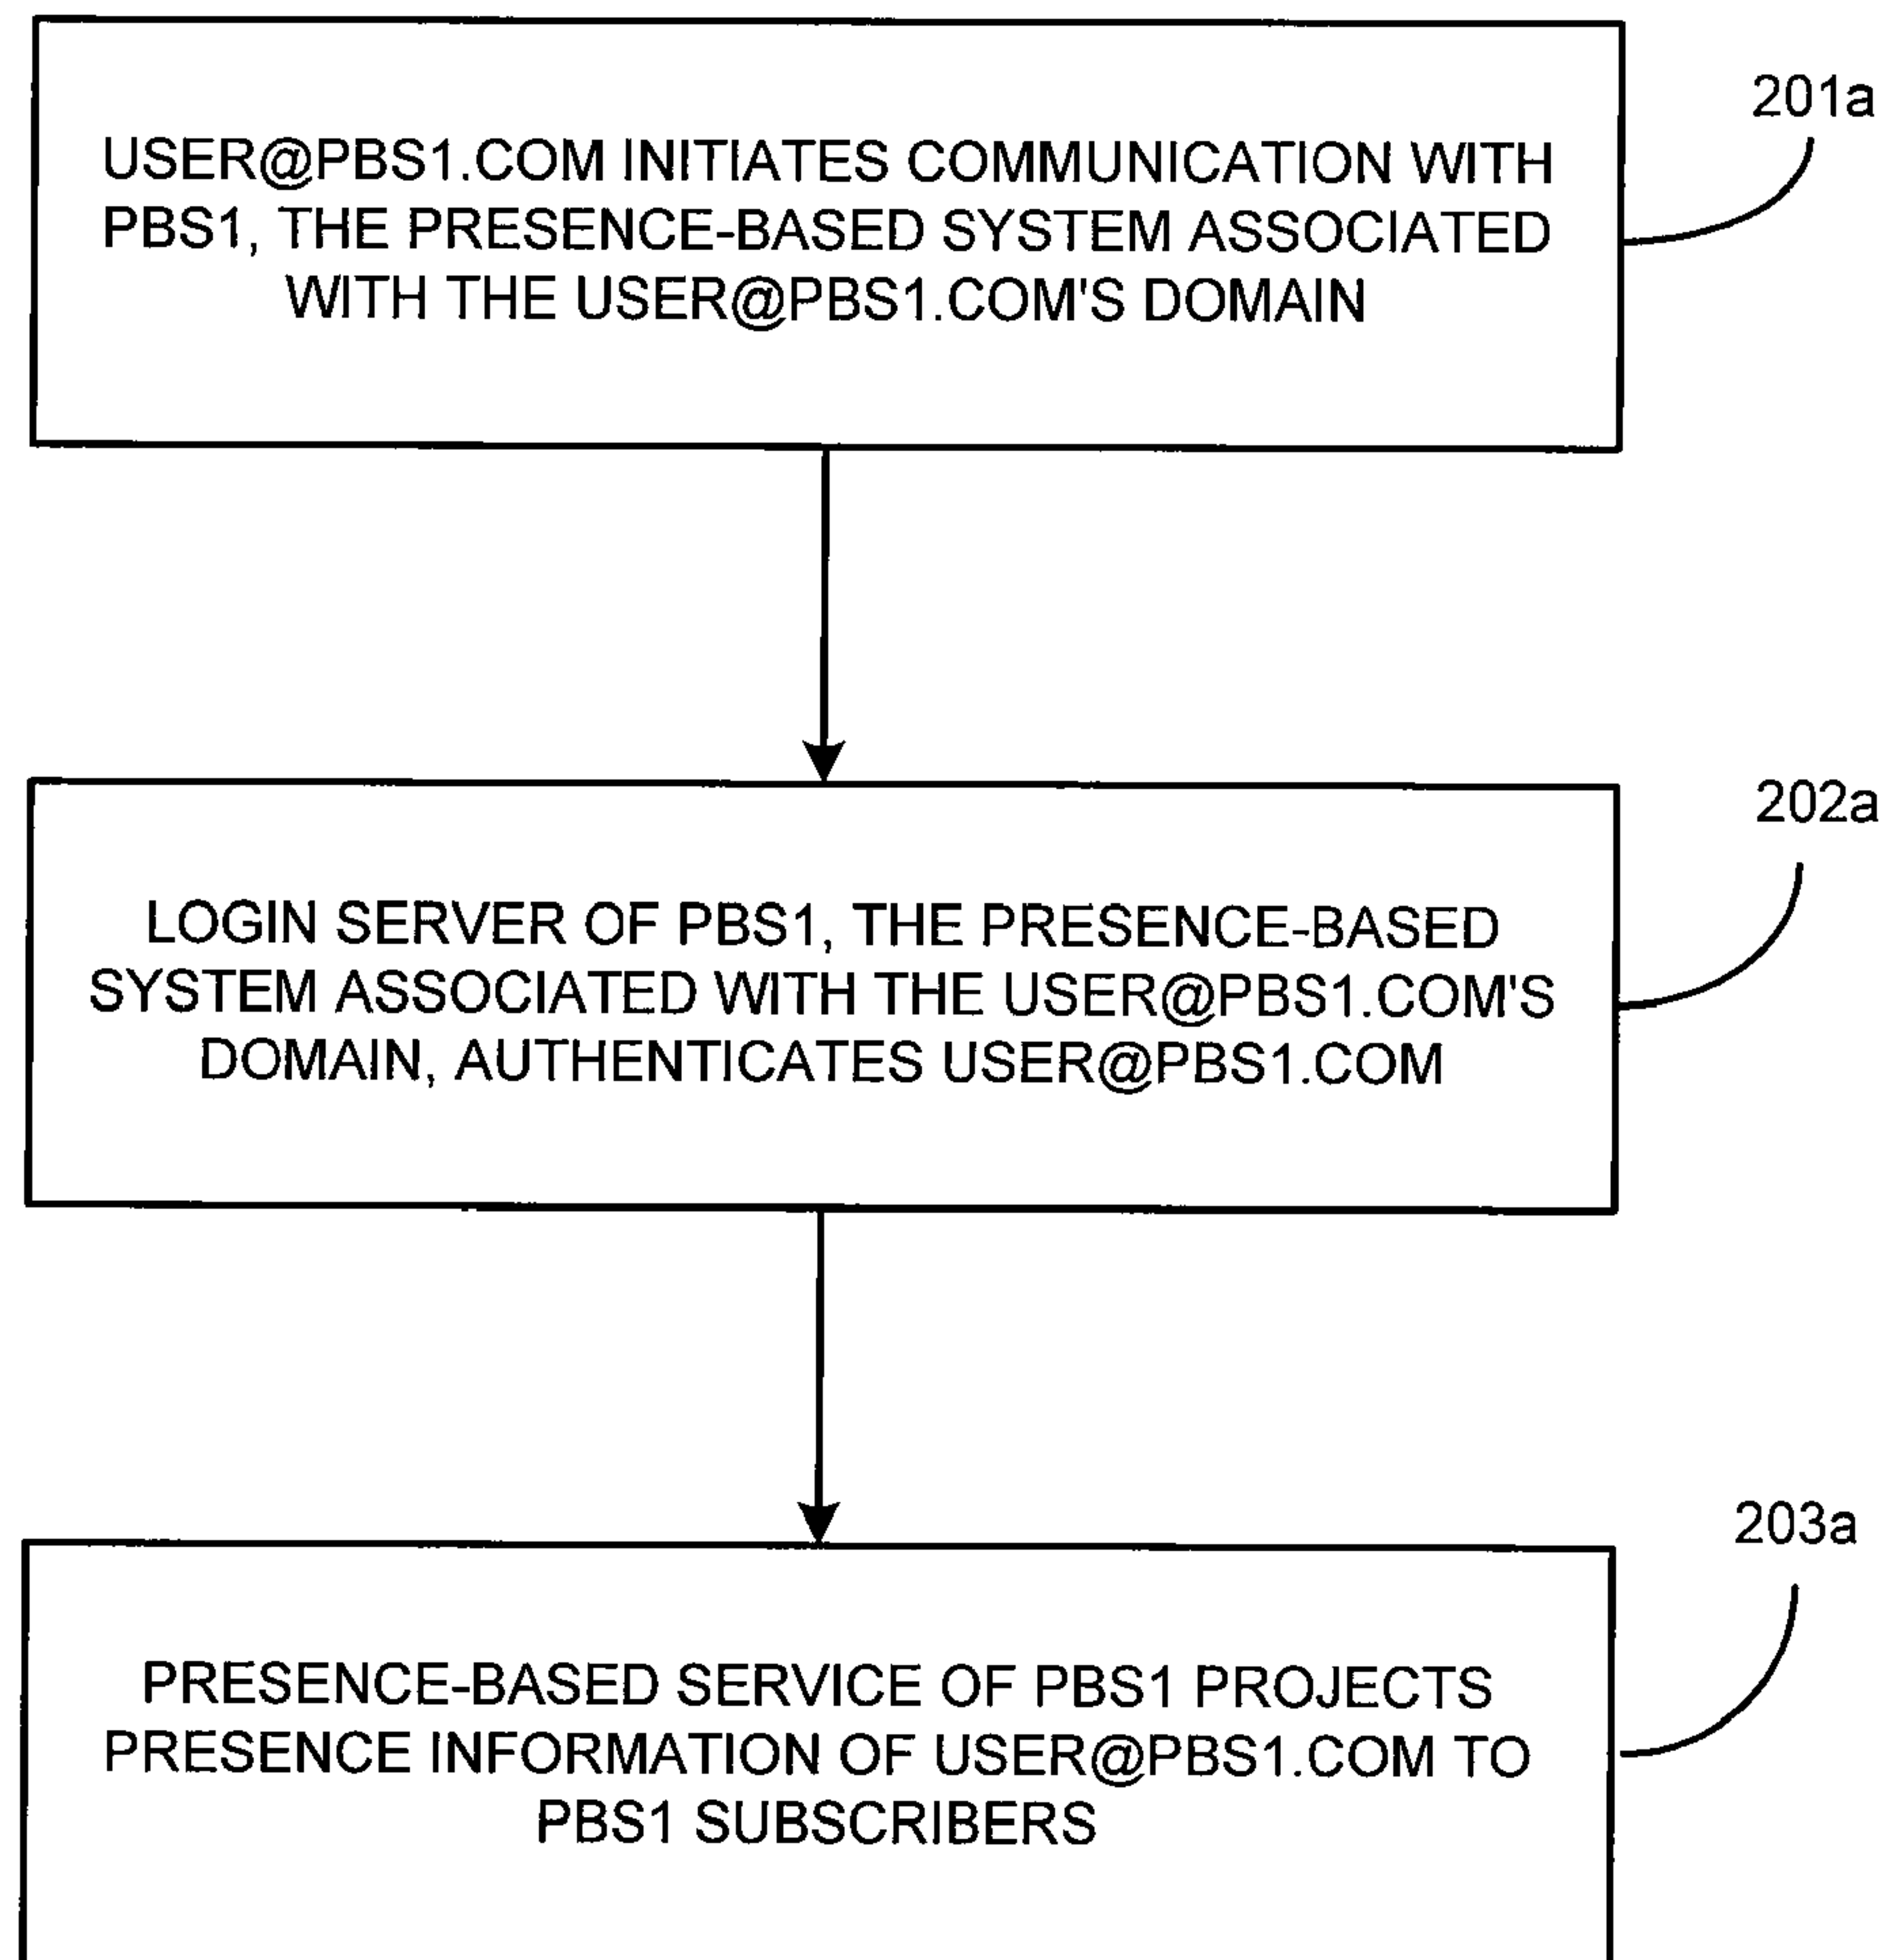 201a
USER@PBS1.COM INITIATES COMMUNICATION WITH
PBS1, THE PRESENCE-BASED SYSTEM ASSOCIATED
WITH THE USER@PBS1.COM'S DOMAIN
202a
LOGIN SERVER OF PBS1, THE PRESENCE-BASED
SYSTEM ASSOCIATED WITH THE USER@PBS1.COM'S
DOMAIN, AUTHENTICATES USER@PBS1.COM
203a
PRESENCE-BASED SERVICE OF PBS1 PROJECTS
PRESENCE INFORMATION OF USER@PBS1.COM TO
PBS1 SUBSCRIBERS